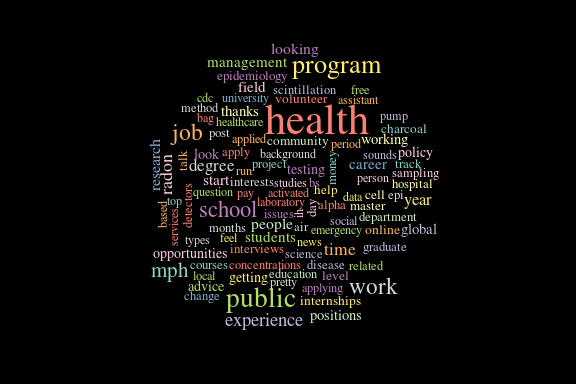 looking
management program
epidemiology
field scintillation
cdc university volunteer free assistant
method thanks health pump
bag healthcare charcoal
job post applied community period working
research talk look apply background money sounds policy
radon degree run project testing career track
start interests studies bs person sampling
question pay activated help data cell epi hospital
top detectors laboratory alpha master year
based school issues in day social department
services months people air emergency online global
types feel students news time graduate
opportunities interviews science
mph courses concentrations disease related
local getting education level
advice pretty applying
change public internships work
experience positions